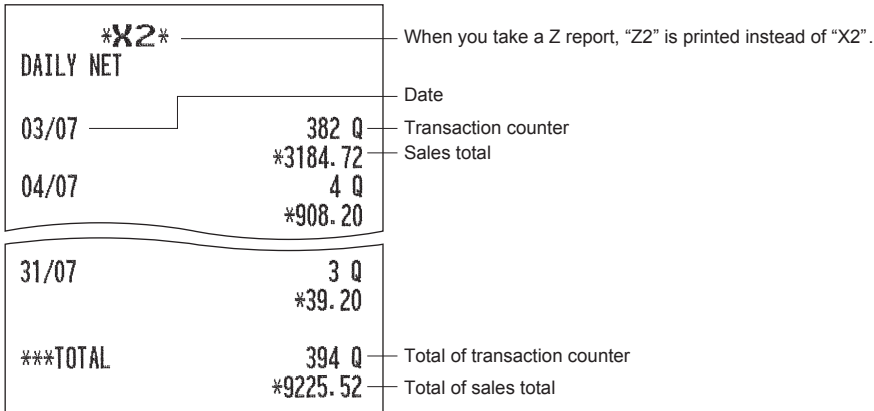 *X2* When you take a Z report, “Z2” is printed instead of “X2”.
DAILY NET
Date
03/07 382 Q Transaction counter
*3184.72 Sales total
04/07 4 Q
*908.20
31/07 3 Q
*39.20
***TOTAL 394 Q Total of transaction counter
*9225.52 Total of sales total